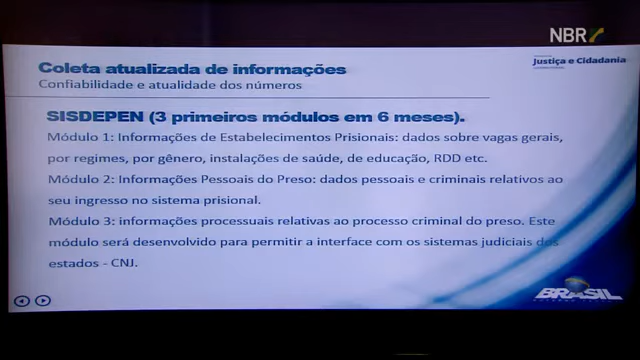 NBR
Justiça e Cidadania
Coleta atualizada de informações
Confiabilidade e atualidade dos números
SISDEPEN (3 primeiros módulos em 6 meses).
Módulo 1: Informações de Estabelecimentos Prisionais: dados sobre vagas gerais,
por regimes, por gênero, instalações de saúde, de educação, RDD etc.
Módulo 2: Informações Pessoais do Preso: dados pessoais e criminais relativos ao
seu ingresso no sistema prisional.
Módulo 3: informações processuais relativas ao processo criminal do preso. Este
módulo será desenvolvido para permitir a interface com os sistemas judiciais dos
estados - CNJ.
BRASIL